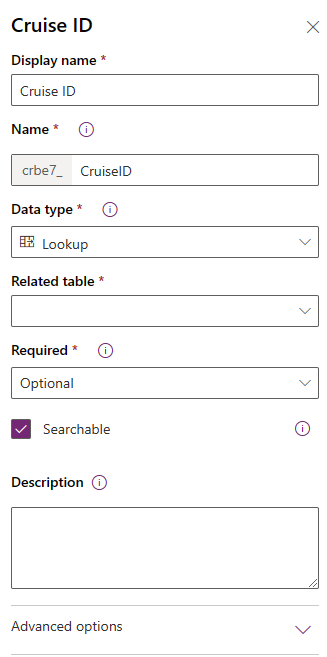 Cruise ID
Display name *
Cruise ID
Name *
crbe7_ CruiseID
Data type *
Lookup
Related table *
Required *
Optional
Searchable
Description
Advanced options